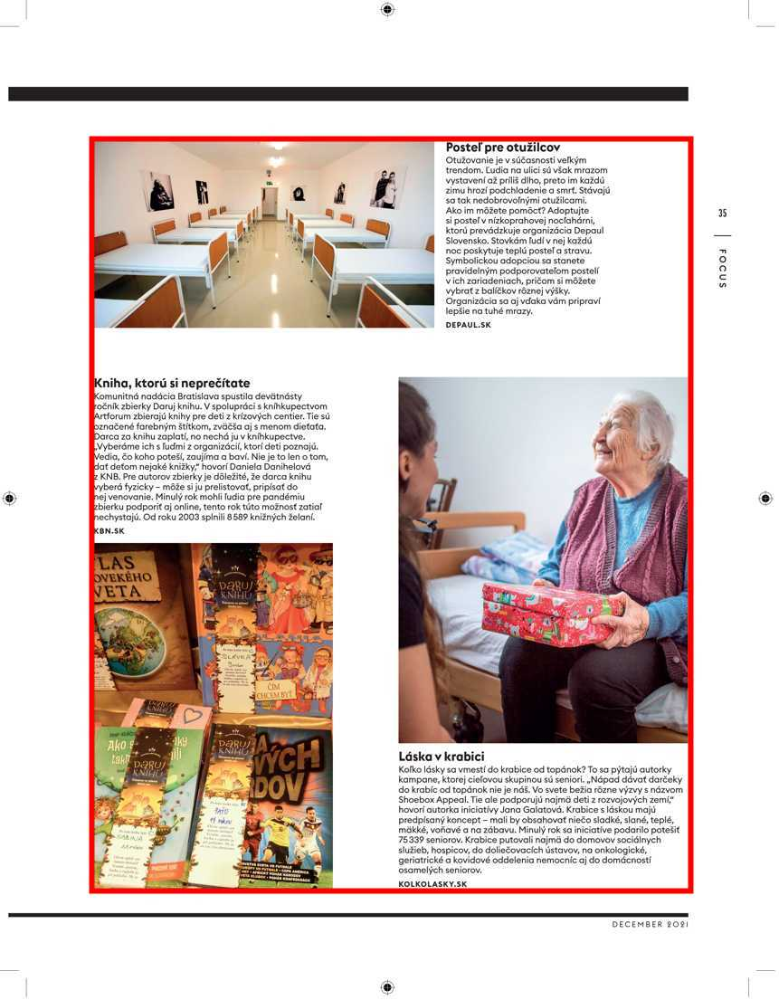 Posteľ pre otužilcov
Otužovanie je v súčasnosti veľkým
trendom. Ľudia na ulici sú však mrazom
vystavení až príliš dlho, preto im každú
zimu hrozí podchladenie a smrť. Stávajú
sa tak nedobrovoľnými otužilcami.
Ako im môžete pomôcť? Adoptujte
si posteľ v nízkoprahovej nocľahárni,
ktorú prevádzkuje organizácia Depaul
Slovensko. Stovkám ľudí v nej každú
noc poskytuje teplú posteľ a stravu.
Symbolickou adopciou sa stanete
pravidelným podporovateľom postelí
v ich zariadeniach, pričom si môžete
vybrať z balíčkov rôznej výšky.
Organizácia sa aj vďaka vám pripraví
lepšie na tuhé mrazy.
DEPAUL.SK
35
FOCUS
Kniha, ktorú si neprečítate
Komunitná nadácia Bratislava spustila devätnásty
ročník zbierky Daruj knihu. V spolupráci s kníhkupectvom
Artforum zbierajú knihy pre deti z krízových centier. Tie sú
označené farebným štítkom, zväčša aj s menom dieťaťa.
Darca za knihu zaplatí, no nechá ju v kníhkupectve.
„Vyberáme ich s ľuďmi z organizácií, ktorí deti poznajú.
Vedia, čo koho poteší, zaujíma a baví. Nie je to len o tom,
dať deťom nejaké knižky,“ hovorí Daniela Danihelová
z KNB. Pre autorov zbierky je dôležité, že darca knihu
vyberá fyzicky – môže si ju prelistovať, pripísať do
nej venovanie. Minulý rok mohli ľudia pre pandémiu
zbierku podporiť aj online, tento rok túto možnosť zatiaľ
nechystajú. Od roku 2003 splnili 8 589 knižných želaní.
KBN.SK
DARUJ
KNIHU
ČÍM
CHCEM BYŤ
DARUJ
KNIHU
DARUJ
KNIHU
SABINA
DARUJ
KNIHU
Láska v krabici
Koľko lásky sa vmestí do krabice od topánok? To sa pýtajú autorky
kampane, ktorej cieľovou skupinou sú seniori. „Nápad dávať darčeky
do krabíc od topánok nie je náš. Vo svete bežia rôzne výzvy s názvom
Shoebox Appeal. Tie ale podporujú najmä deti z rozvojových zemí,“
hovorí autorka iniciatívy Jana Galatová. Krabice s láskou majú
predpísaný koncept – mali by obsahovať niečo sladké, slané, teplé,
mäkké, voňavé a na zábavu. Minulý rok sa iniciatíve podarilo potešiť
75 339 seniorov. Krabice putovali najmä do domovov sociálnych
služieb, hospicov, do doliečovacích ústavov, na onkologické,
geriatrické a kovidové oddelenia nemocníc aj do domácností
osamelých seniorov.
KOLKOLASKY.SK
DECEMBER 2021